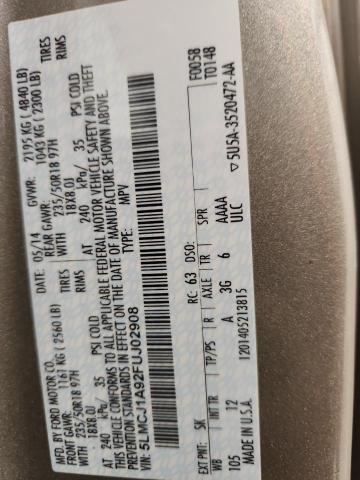 MFD. BY FORD MOTOR CO.
DATE: 05/14 GVWR: 2195 KG ( 4840 LB)
FRONT GAWR: 1161 KG ( 2560 LB) REAR GAWR: 1043 KG ( 2300 LB)
WITH TIRES WITH TIRES
235/50R18 97H 235/50R18 97H
18X8.0J RIMS 18X8.0J RIMS
AT 240 kPa/ 35 PSI COLD AT 240 kPa/ 35 PSI COLD
THIS VEHICLE CONFORMS TO ALL APPLICABLE FEDERAL MOTOR VEHICLE SAFETY AND THEFT
PREVENTION STANDARDS IN EFFECT ON THE DATE OF MANUFACTURE SHOWN ABOVE.
VIN: 5LMCJ1A92FUJ02908 TYPE: MPV
F0058
T0148
EXT PNT: SK RC: 63 DSO:
WB INT TR TP/PS R AXLE TR SPR
105 12 A 3G 6 AAAA
ULC
MADE IN U.S.A. 1201405213815
▽5U5A-3520472-AA